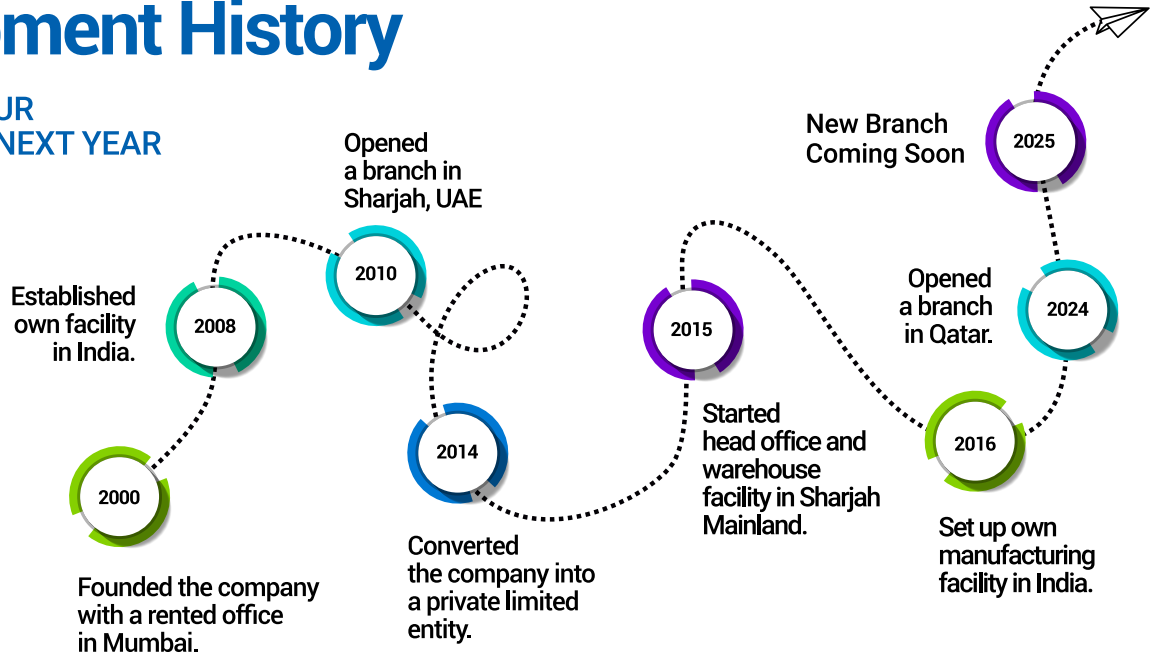 ment History
UR
NEXT YEAR
2000
Founded the company
with a rented office
in Mumbai.
2008
Established
own facility
in India.
2010
Opened
a branch in
Sharjah, UAE
2014
Converted
the company into
a private limited
entity.
2015
Started
head office and
warehouse
facility in Sharjah
Mainland.
2016
Set up own
manufacturing
facility in India.
2024
Opened
a branch
in Qatar.
2025
New Branch
Coming Soon